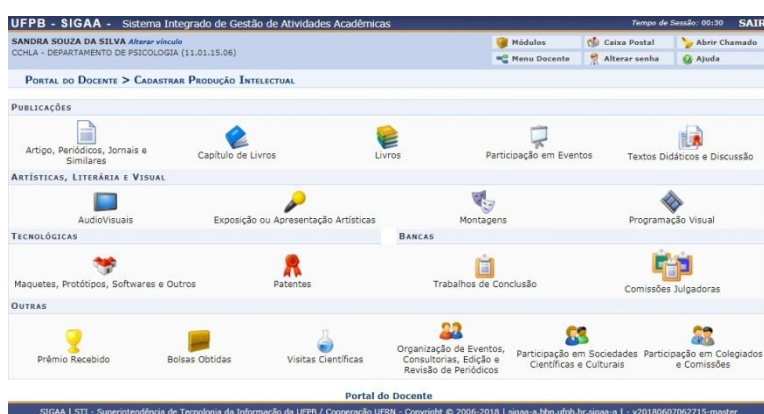 UFPB - SIGAA - Sistema Integrado de Gestão de Atividades Acadêmicas
Tempo de Sessão: 00:30 SAIR
SANDRA SOUZA DA SILVA Alterar vínculo
CCHLA - DEPARTAMENTO DE PSICOLOGIA (11.01.15.06)
Módulos Caixa Postal Abrir Chamado
Menu Docente Alterar senha Ajuda
PORTAL DO DOCENTE > CADASTRAR PRODUÇÃO INTELECTUAL
PUBLICAÇÕES
Artigo, Periódicos, Jornais e
Similares
Capítulo de Livros
Livros
Participação em Eventos
Textos Didáticos e Discussão
ARTÍSTICAS, LITERÁRIA E VISUAL
AudioVisuais
Exposição ou Apresentação Artísticas
Montagens
Programação Visual
TECNOLÓGICAS
BANCAS
Maquetes, Protótipos, Softwares e Outros
Patentes
Trabalhos de Conclusão
Comissões Julgadoras
OUTRAS
Prêmio Recebido
Bolsas Obtidas
Visitas Científicas
Organização de Eventos,
Consultorias, Edição e
Revisão de Periódicos
Participação em Sociedades
Científicas e Culturais
Participação em Colegiados
e Comissões
Portal do Docente
SIGAA | STI - Superintendência de Tecnologia da Informação da UFPB / Cooperação UFRN - Copyright © 2006-2018 | sigaa-a.hbn.ufpb.br.sigaa-a | - v20180607062715-master